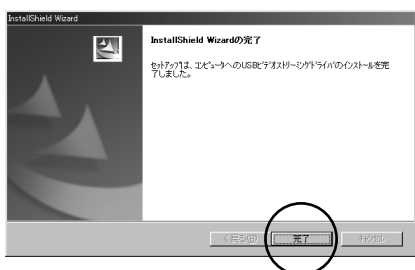 InstallShield Wizard
InstallShield Wizardの完了
ｾｯﾄｱｯﾌﾟは、ｺﾝﾋﾟｭｰﾀへのUSBﾋﾞﾃﾞｵｽﾄﾘｰﾐﾝｸﾞﾄﾞﾗｲﾊﾞのインストールを完
了しました。
< 戻る(B)
完了
ｷｬﾝｾﾙ